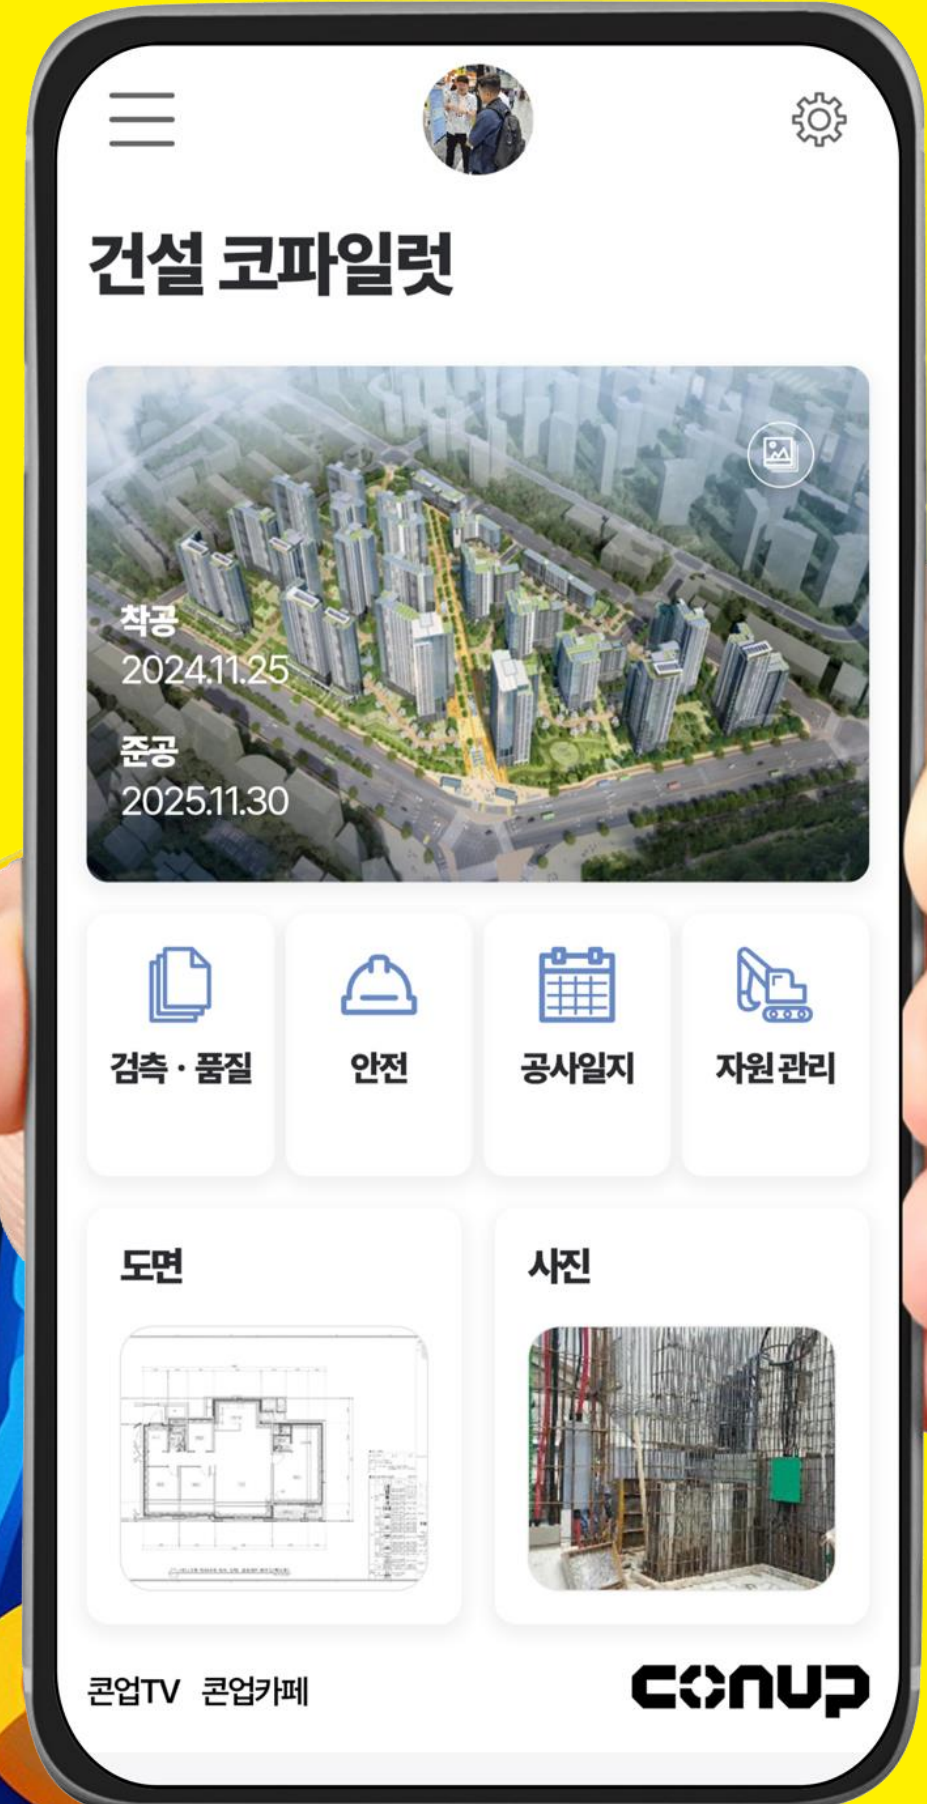 건설 코파일럿
착공
2024.11.25
준공
2025.11.30
검측 · 품질
안전
공사일지
자원 관리
도면
사진
콘업TV 콘업카페
conup